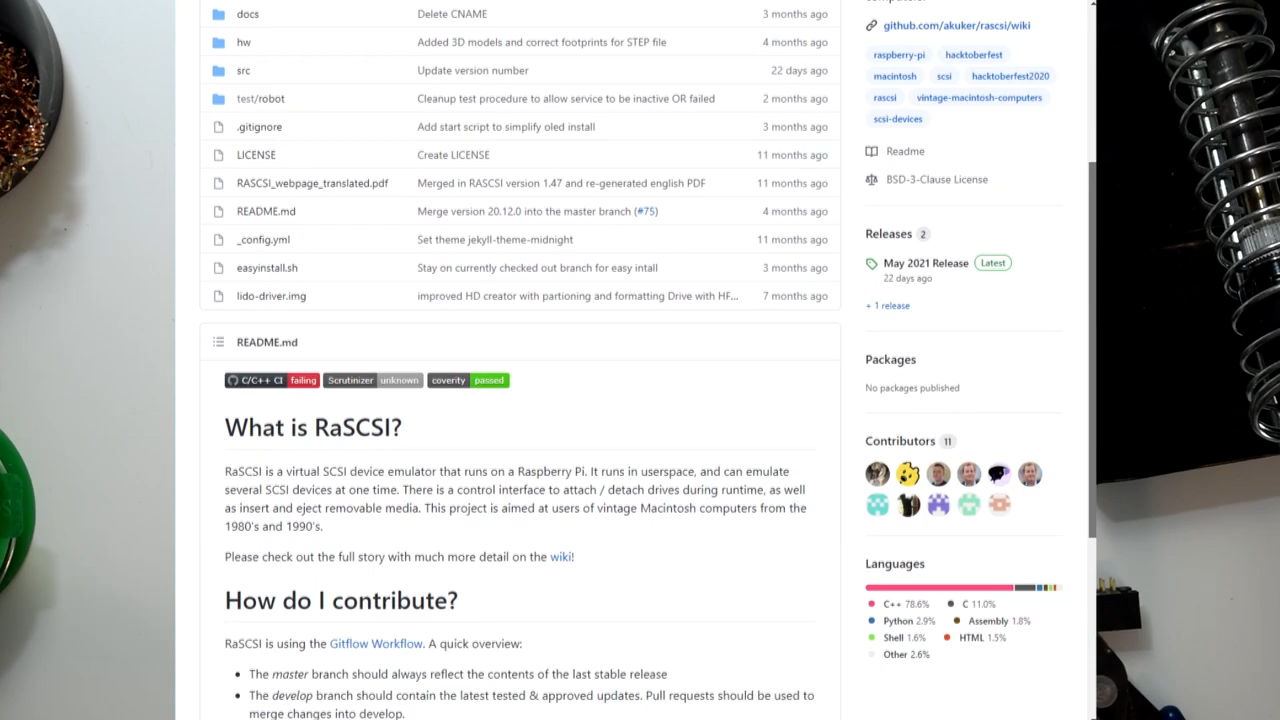 docs Delete CNAME 3 months ago
hw Added 3D models and correct footprints for STEP file 4 months ago
src Update version number 22 days ago
test/robot Cleanup test procedure to allow service to be inactive OR failed 2 months ago
.gitignore Add start script to simplify oled install 3 months ago
LICENSE Create LICENSE 11 months ago
RASCSI_webpage_translated.pdf Merged in RASCSI version 1.47 and re-generated english PDF 11 months ago
README.md Merge version 20.12.0 into the master branch (#75) 4 months ago
_config.yml Set theme jekyll-theme-midnight 11 months ago
easyinstall.sh Stay on currently checked out branch for easy intall 3 months ago
lido-driver.img improved HD creator with partioning and formatting Drive with HF... 7 months ago
README.md
C/C++ CI failing Scrutinizer unknown coverity passed
What is RaSCSI?
RaSCSI is a virtual SCSI device emulator that runs on a Raspberry Pi. It runs in userspace, and can emulate
several SCSI devices at one time. There is a control interface to attach / detach drives during runtime, as well
as insert and eject removable media. This project is aimed at users of vintage Macintosh computers from the
1980's and 1990's.
Please check out the full story with much more detail on the wiki!
How do I contribute?
RaSCSI is using the Gitflow Workflow. A quick overview:
• The master branch should always reflect the contents of the last stable release
• The develop branch should contain the latest tested & approved updates. Pull requests should be used to
merge changes into develop.
github.com/akuker/rascsi/wiki
raspberry-pi hacktoberfest
macintosh scsi hacktoberfest2020
rascsi vintage-macintosh-computers
scsi-devices
Readme
BSD-3-Clause License
Releases 2
May 2021 Release Latest
22 days ago
+ 1 release
Packages
No packages published
Contributors 11
Languages
C++ 78.6% C 11.0%
Python 2.9% Assembly 1.8%
Shell 1.6% HTML 1.5%
Other 2.6%